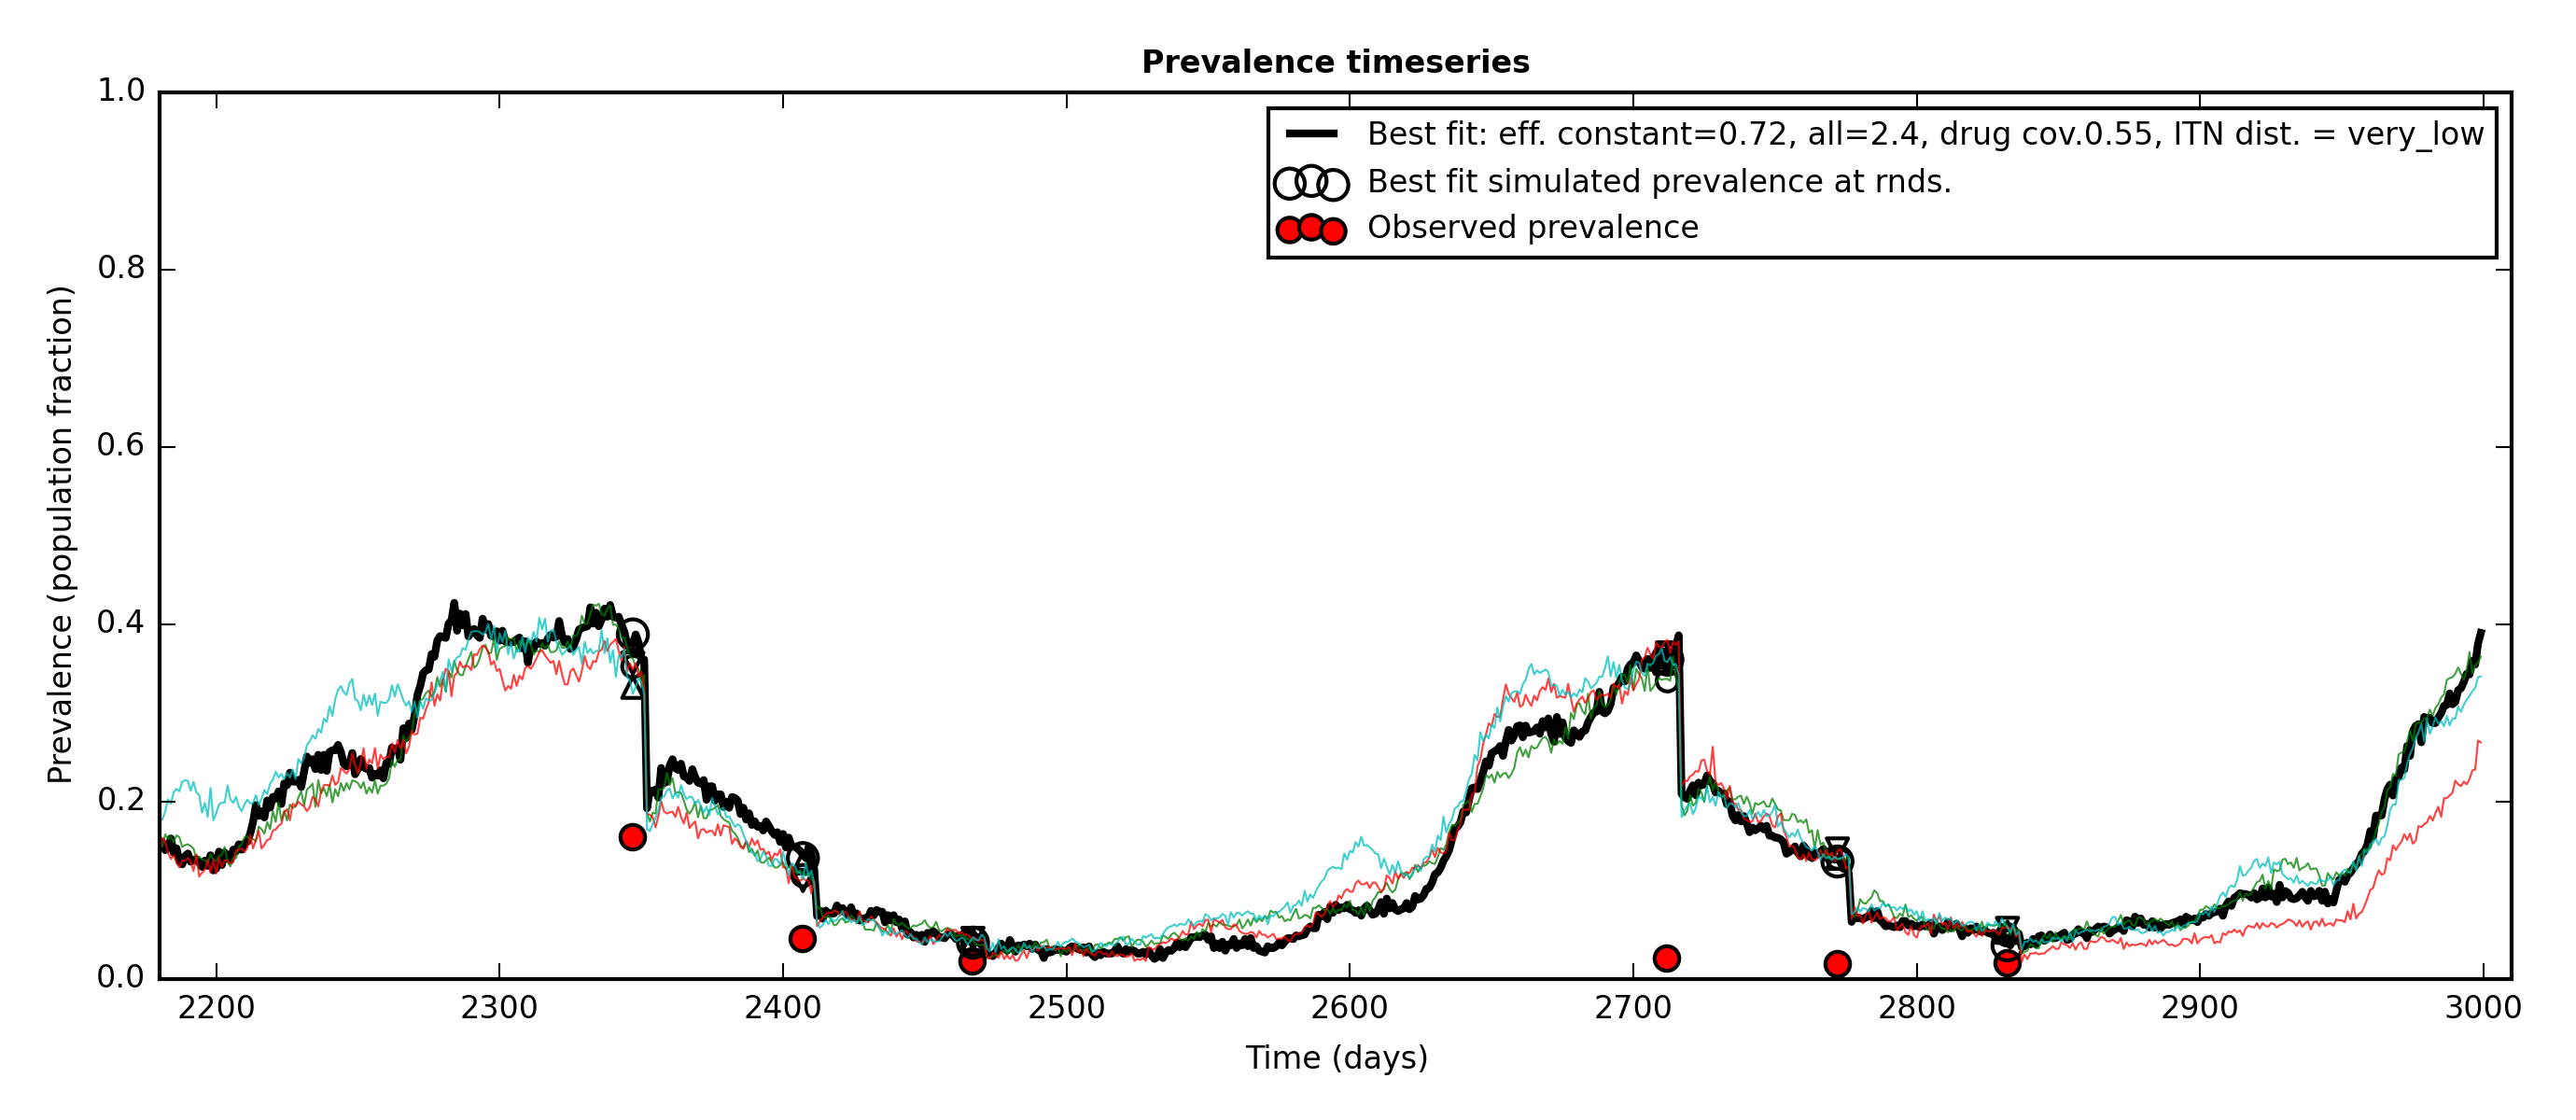 Prevalence timeseries
Best fit: eff. constant=0.72, all=2.4, drug cov.0.55, ITN dist. = very_low
Best fit simulated prevalence at rnds.
Observed prevalence
Prevalence (population fraction)
1.0
0.8
0.6
0.4
0.2
0.0
2200 2300 2400 2500 2600 2700 2800 2900 3000
Time (days)